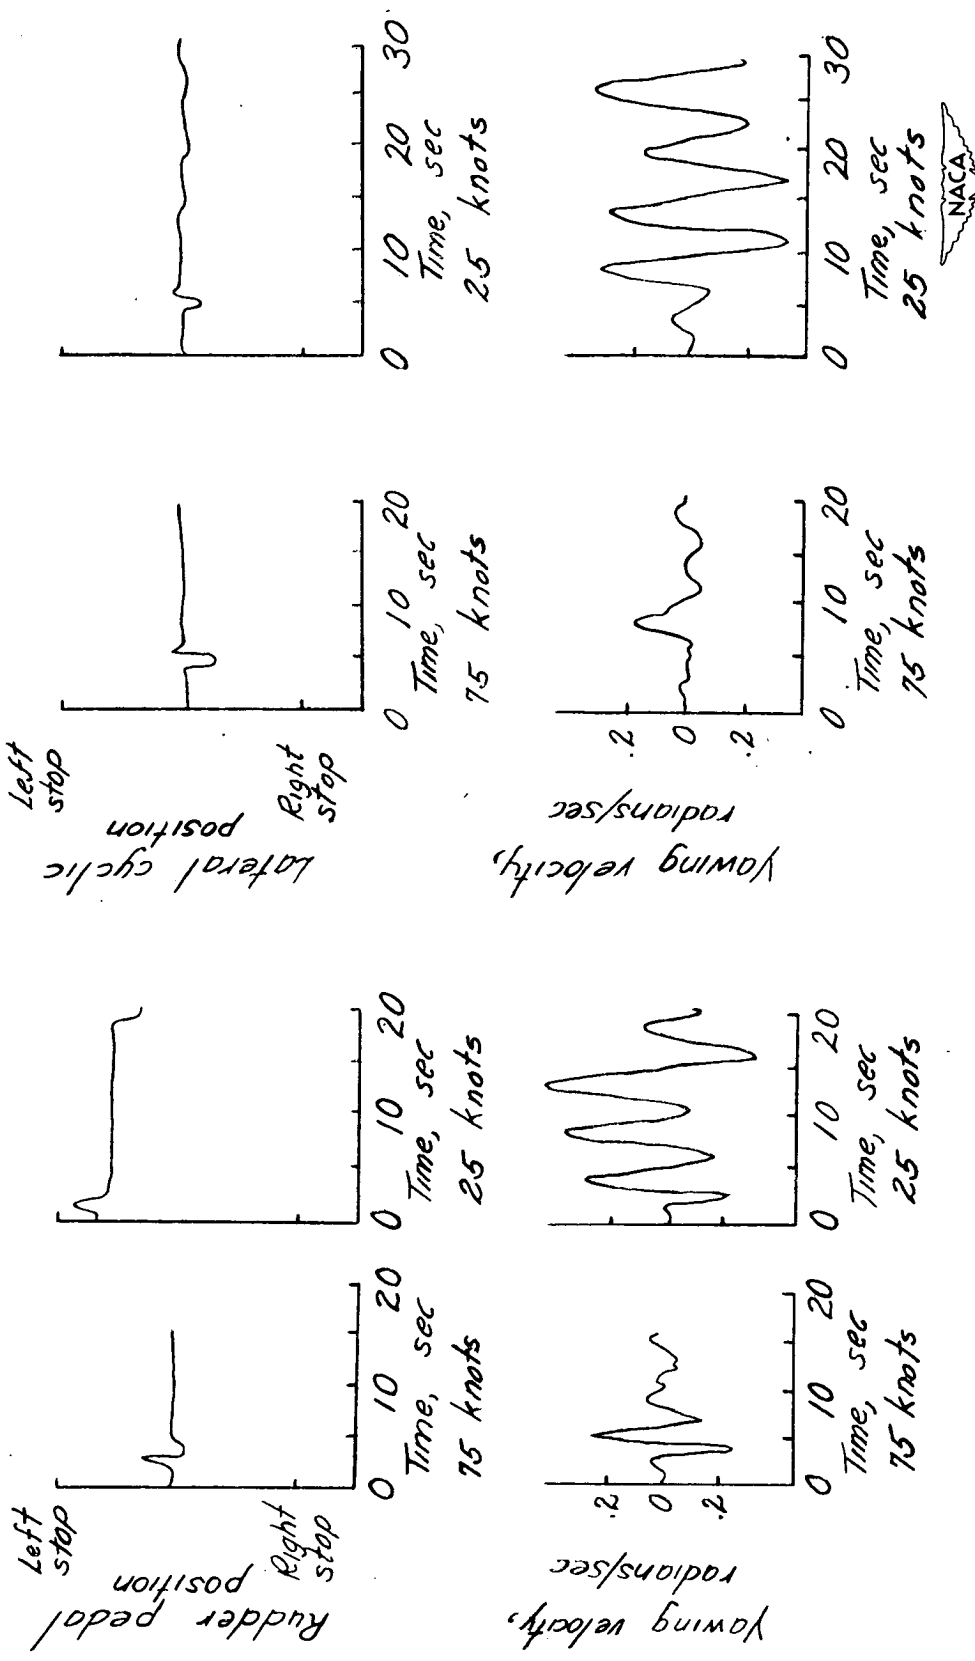 Left
stop
Rudder pedal
position
Right
stop
0 10 20
Time, sec
75 knots
0 10 20
Time, sec
25 knots
Left
stop
Lateral cyclic
position
Right
stop
0 10 20
Time, sec
75 knots
0 10 20 30
Time, sec
25 knots
Yawing velocity,
radians/sec
.2
0
.2
0 10 20
Time, sec
75 knots
0 10 20
Time, sec
25 knots
Yawing velocity,
radians/sec
.2
0
.2
0 10 20
Time, sec
75 knots
0 10 20 30
Time, sec
25 knots
NACA